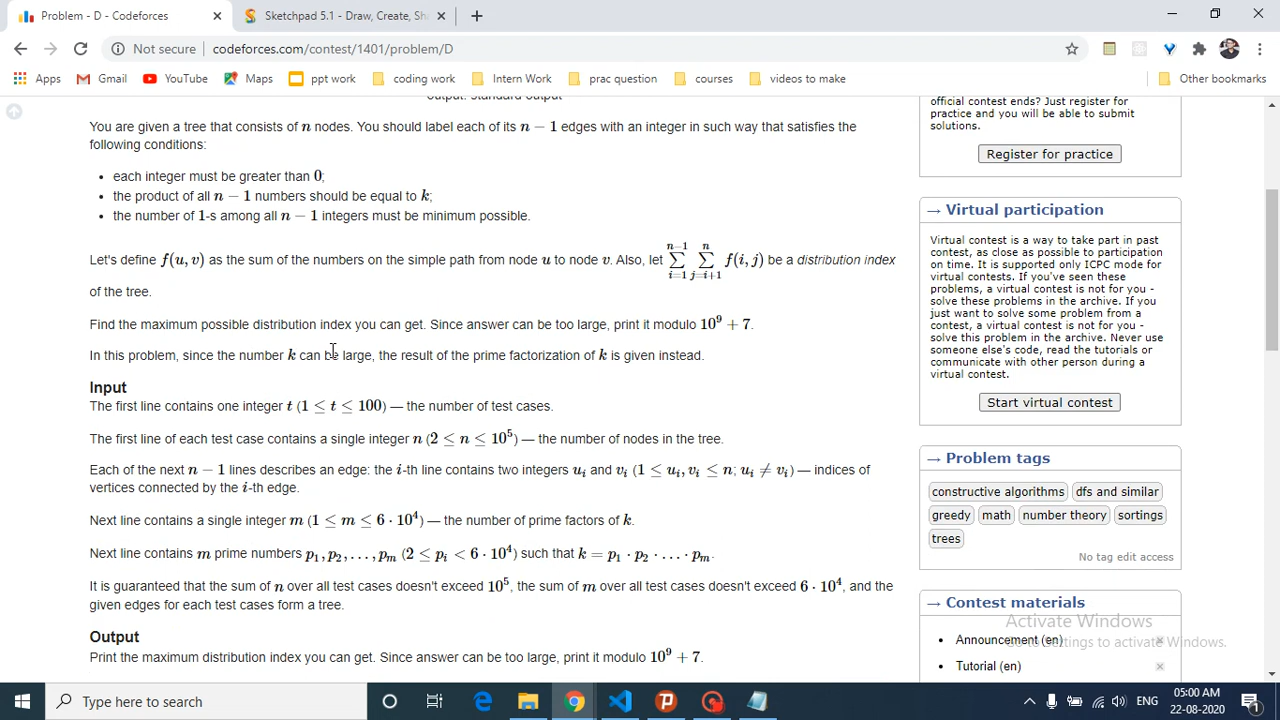 Problem - D - Codeforces
Sketchpad 5.1 - Draw, Create, Sh
Not secure codeforces.com/contest/1401/problem/D
Apps Gmail YouTube Maps ppt work coding work Intern Work prac question courses videos to make Other bookmarks
You are given a tree that consists of n nodes. You should label each of its n − 1 edges with an integer in such way that satisfies the
following conditions:
• each integer must be greater than 0;
• the product of all n − 1 numbers should be equal to k;
• the number of 1-s among all n − 1 integers must be minimum possible.
Let's define f(u, v) as the sum of the numbers on the simple path from node u to node v. Also, let ∑_{i=1}^{n−1} ∑_{j=i+1}^{n} f(i, j) be a distribution index
of the tree.
Find the maximum possible distribution index you can get. Since answer can be too large, print it modulo 10⁹ + 7.
In this problem, since the number k can be large, the result of the prime factorization of k is given instead.
Input
The first line contains one integer t (1 ≤ t ≤ 100) — the number of test cases.
The first line of each test case contains a single integer n (2 ≤ n ≤ 10⁵) — the number of nodes in the tree.
Each of the next n − 1 lines describes an edge: the i-th line contains two integers uᵢ and vᵢ (1 ≤ uᵢ, vᵢ ≤ n; uᵢ ≠ vᵢ) — indices of
vertices connected by the i-th edge.
Next line contains a single integer m (1 ≤ m ≤ 6 · 10⁴) — the number of prime factors of k.
Next line contains m prime numbers p₁, p₂, …, pₘ (2 ≤ pᵢ < 6 · 10⁴) such that k = p₁ · p₂ · … · pₘ.
It is guaranteed that the sum of n over all test cases doesn't exceed 10⁵, the sum of m over all test cases doesn't exceed 6 · 10⁴, and the
given edges for each test cases form a tree.
Output
Print the maximum distribution index you can get. Since answer can be too large, print it modulo 10⁹ + 7.
official contest ends? Just register for
practice and you will be able to submit
solutions.
Register for practice
→ Virtual participation
Virtual contest is a way to take part in past
contest, as close as possible to participation
on time. It is supported only ICPC mode for
virtual contests. If you've seen these
problems, a virtual contest is not for you -
solve these problems in the archive. If you
just want to solve some problem from a
contest, a virtual contest is not for you -
solve this problem in the archive. Never use
someone else's code, read the tutorials or
communicate with other person during a
virtual contest.
Start virtual contest
→ Problem tags
constructive algorithms dfs and similar
greedy math number theory sortings
trees
No tag edit access
→ Contest materials
• Announcement (en)
• Tutorial (en)
Activate Windows
Go to Settings to activate Windows.
Type here to search
ENG
05:00 AM
22-08-2020
1